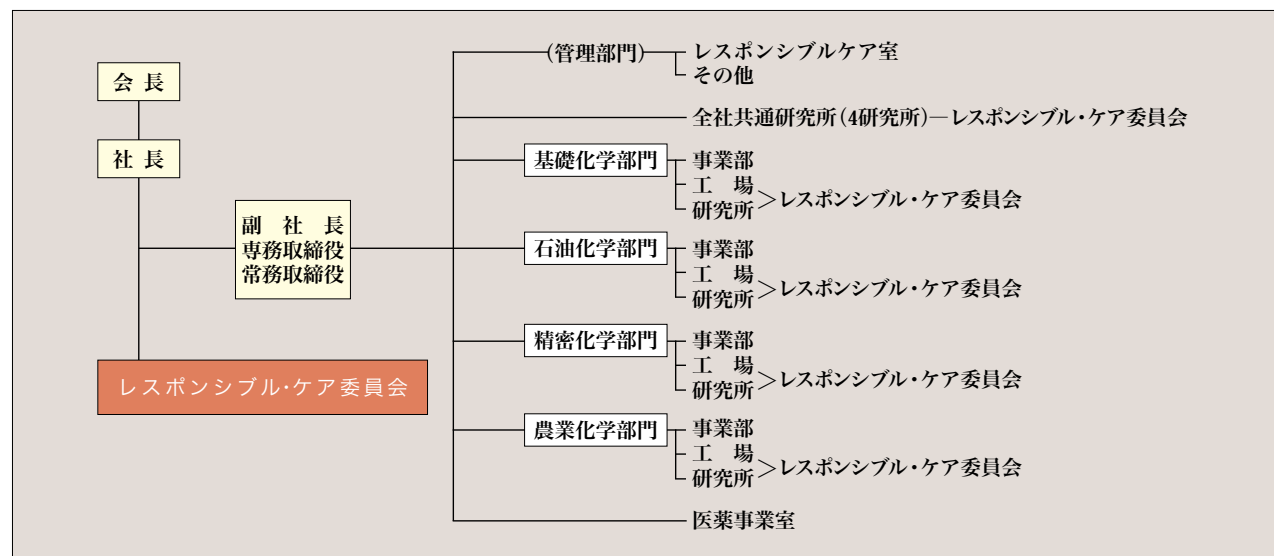 会 長
社 長
副 社 長
専務取締役
常務取締役
レスポンシブル・ケア委員会
(管理部門) レスポンシブルケア室
その他
全社共通研究所(4研究所)―レスポンシブル・ケア委員会
基礎化学部門 事業部
工 場
研究所 >レスポンシブル・ケア委員会
石油化学部門 事業部
工 場
研究所 >レスポンシブル・ケア委員会
精密化学部門 事業部
工 場
研究所 >レスポンシブル・ケア委員会
農業化学部門 事業部
工 場
研究所 >レスポンシブル・ケア委員会
医薬事業室